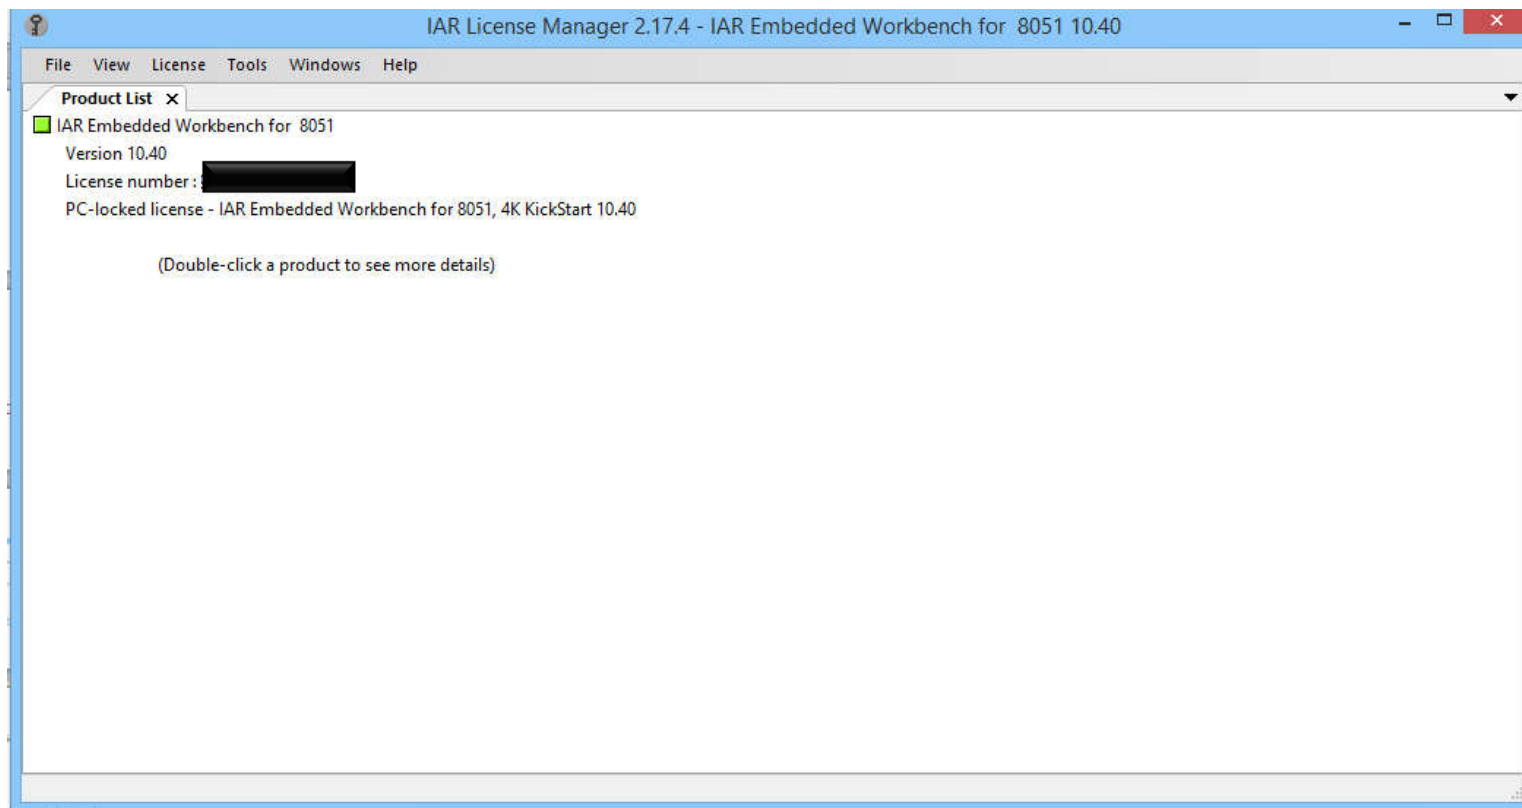 IAR License Manager 2.17.4 - IAR Embedded Workbench for  8051 10.40
File View License Tools Windows Help
Product List
IAR Embedded Workbench for  8051
Version 10.40
License number :
PC-locked license - IAR Embedded Workbench for 8051, 4K KickStart 10.40
(Double-click a product to see more details)